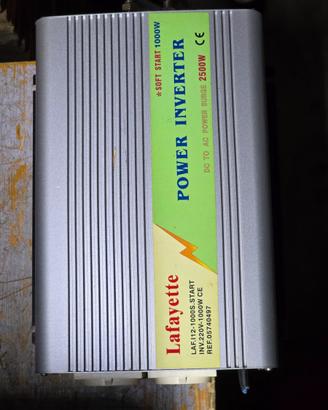 *SOFT START 1000W
POWER INVERTER CE
DC TO AC POWER SURGE 2500W
Lafayette
LAF.I12-1000S.START
INV.220V-1000W CE
REF.05740497